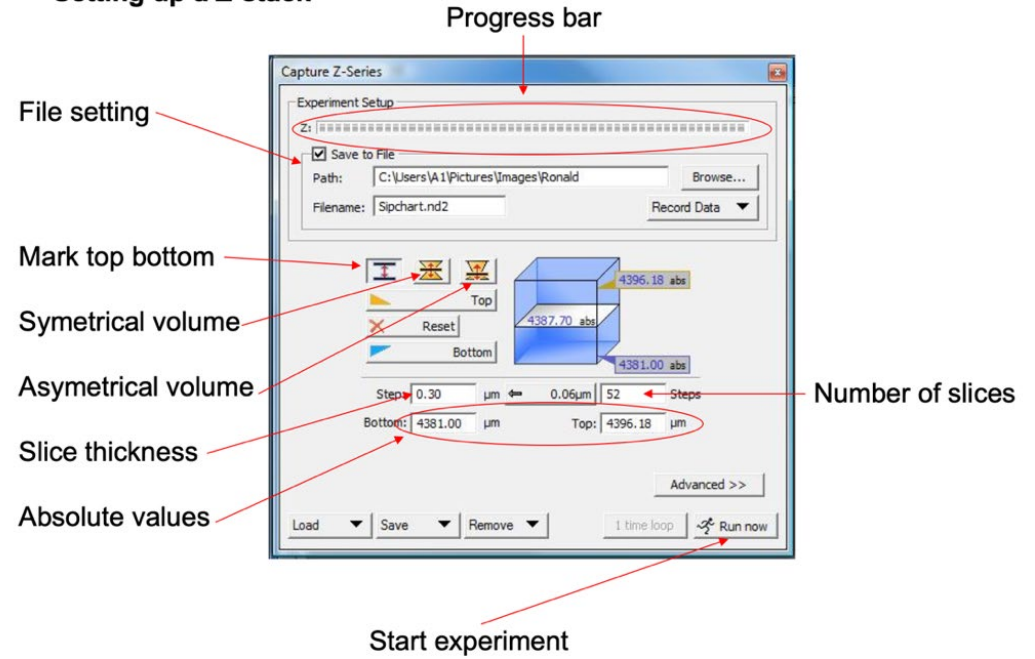 Setting up a Z-stack
Progress bar
Capture Z-Series
Experiment Setup
File setting
Z:
Save to File
Path: C:\Users\A1\Pictures\Images\Ronald Browse...
Filename: Sipchart.nd2 Record Data
Mark top bottom
4396.18 abs
Top
Symetrical volume
4387.70 abs
Reset
Bottom
4381.00 abs
Asymetrical volume
Step: 0.30 µm 0.06µm 52 Steps
Number of slices
Bottom: 4381.00 µm Top: 4396.18 µm
Slice thickness
Advanced >>
Absolute values
Load Save Remove 1 time loop Run now
Start experiment